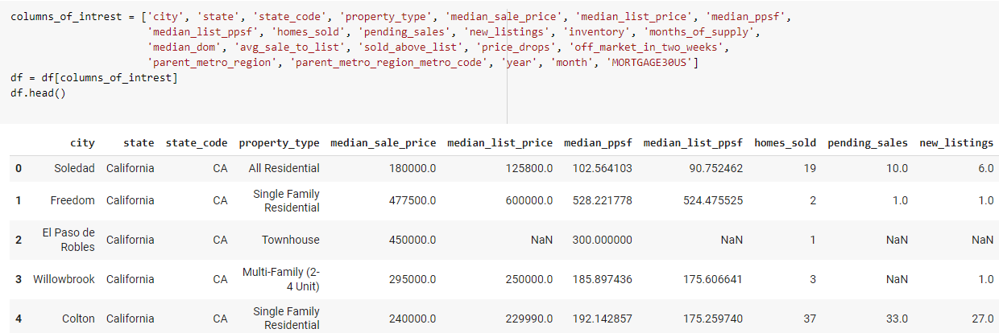 columns_of_intrest = ['city', 'state', 'state_code', 'property_type', 'median_sale_price', 'median_list_price', 'median_ppsf',
'median_list_ppsf', 'homes_sold', 'pending_sales', 'new_listings', 'inventory', 'months_of_supply',
'median_dom', 'avg_sale_to_list', 'sold_above_list', 'price_drops', 'off_market_in_two_weeks',
'parent_metro_region', 'parent_metro_region_metro_code', 'year', 'month', 'MORTGAGE30US']
df = df[columns_of_intrest]
df.head()
city state state_code property_type median_sale_price median_list_price median_ppsf median_list_ppsf homes_sold pending_sales new_listings
0 Soledad California CA All Residential 180000.0 125800.0 102.564103 90.752462 19 10.0 6.0
1 Freedom California CA Single Family 477500.0 600000.0 528.221778 524.475525 2 1.0 1.0
Residential
2 El Paso de California CA Townhouse 450000.0 NaN 300.000000 NaN 1 NaN NaN
Robles
3 Willowbrook California CA Multi-Family (2- 295000.0 250000.0 185.897436 175.606641 3 NaN 1.0
4 Unit)
4 Colton California CA Single Family 240000.0 229990.0 192.142857 175.259740 37 33.0 27.0
Residential